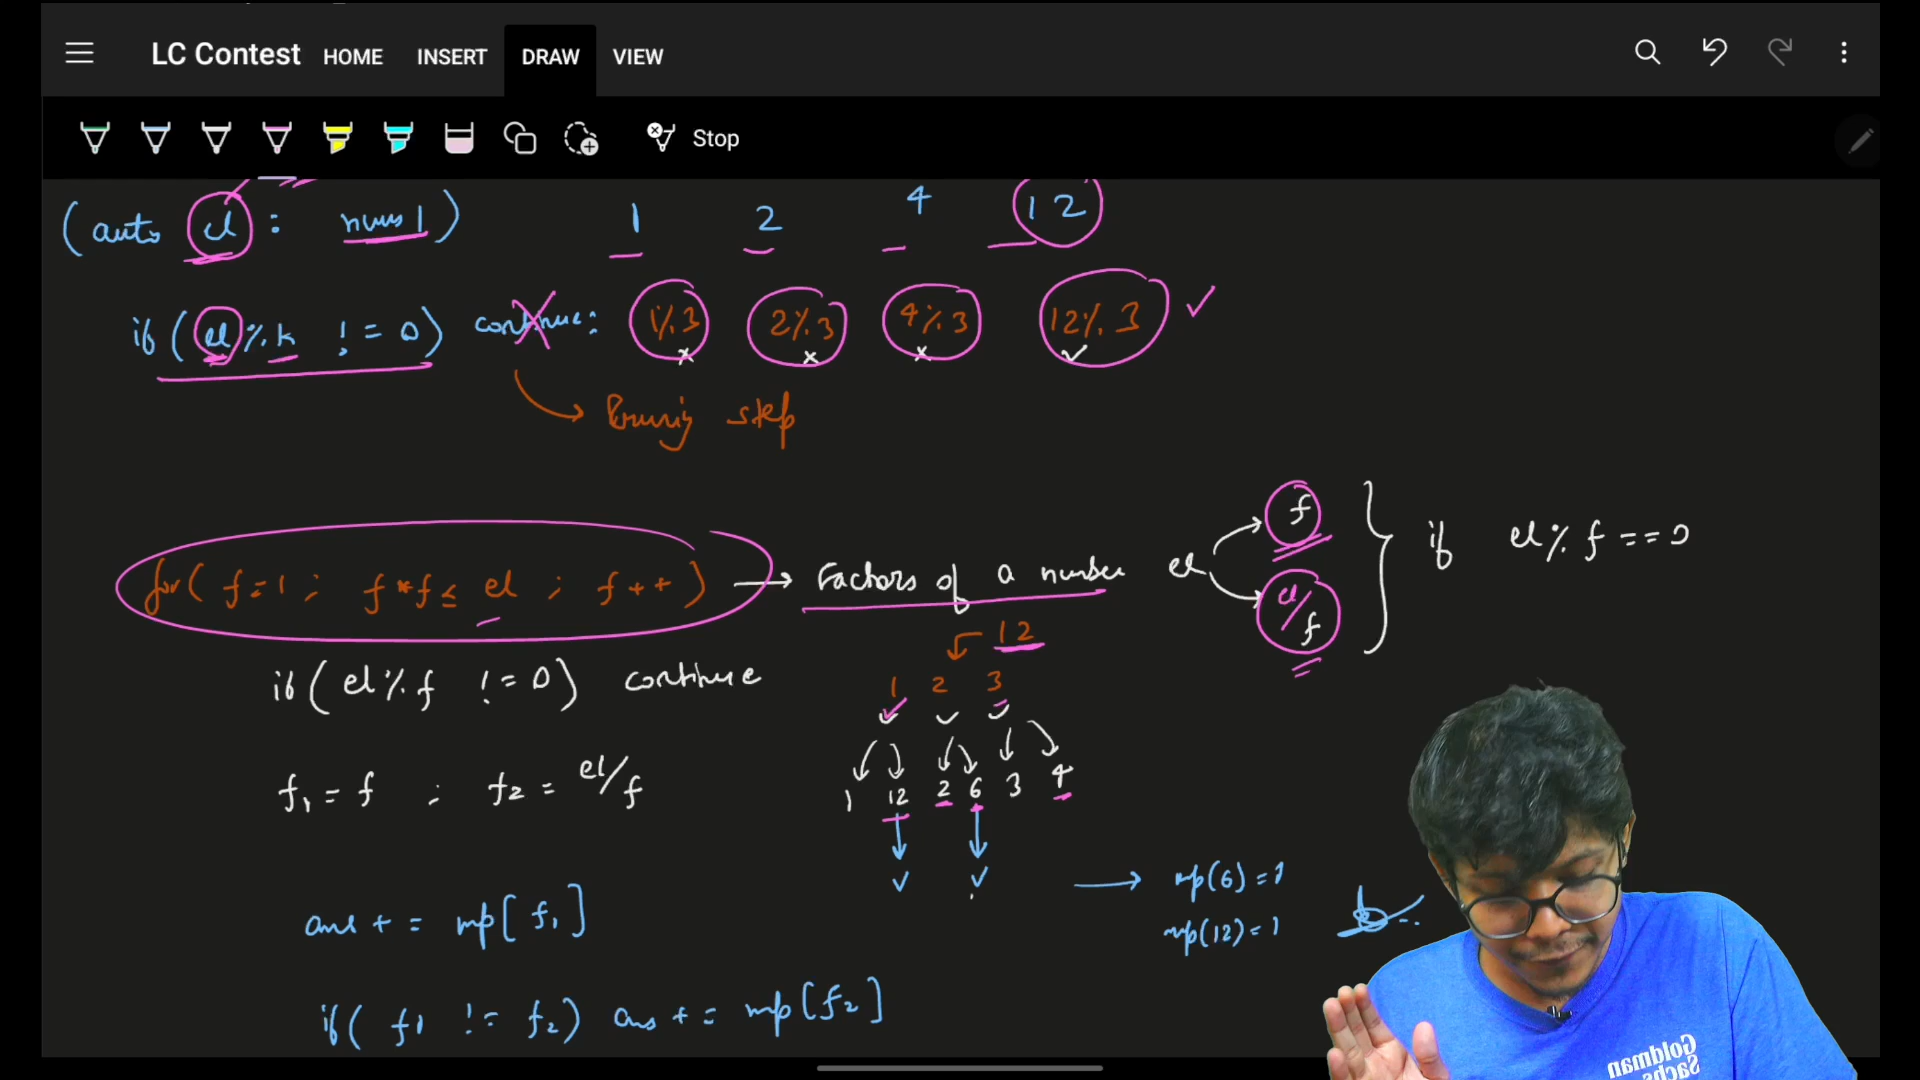 LC Contest HOME INSERT DRAW VIEW
Stop
(auto el : nums1) 1 2 4 12
if (el % k != 0) continue: 1%3 2%3 4%3 12%3
x x x
Pruning step
for( f=1 ; f*f ≤ el ; f++) → Factors of a number el f el/f } if el % f == 0
12
if( el % f != 0) continue 1 2 3
f1 = f ; f2 = el/f 1 12 2 6 3 4
→ mp(6) = 1
ans + = mp[f1] mp(12) = 1
if( f1 != f2) ans + = mp[f2]
Goldman
Sachs